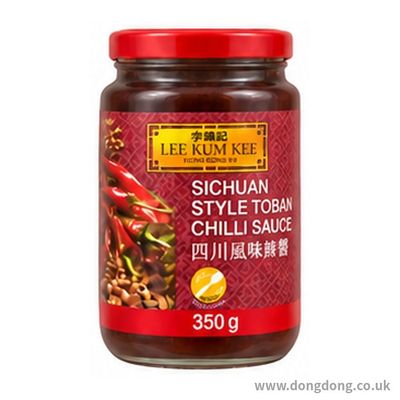 李錦記
LEE KUM KEE
SICHUAN
STYLE TOBAN
CHILLI SAUCE
四川風味辣醬
350 g
www.dongdong.co.uk